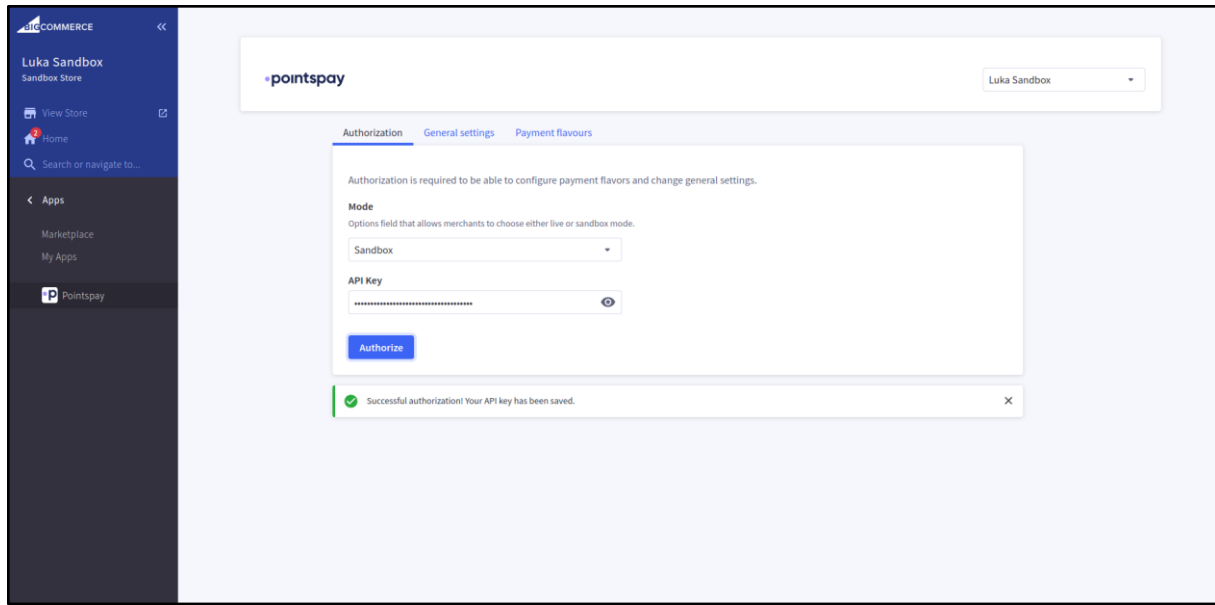 BIGCOMMERCE
Luka Sandbox
Sandbox Store
View Store
2
Home
Search or navigate to...
Apps
Marketplace
My Apps
P Pointspay
pointspay
Luka Sandbox
Authorization General settings Payment flavours
Authorization is required to be able to configure payment flavors and change general settings.
Mode
Options field that allows merchants to choose either live or sandbox mode.
Sandbox
API Key
Authorize
Successful authorization! Your API key has been saved.